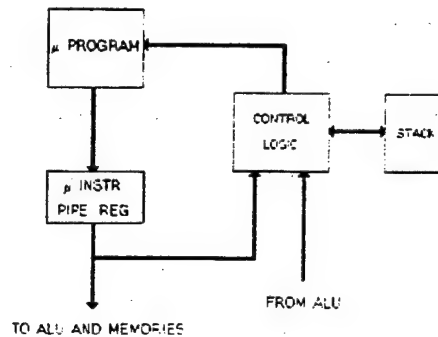 μ PROGRAM
CONTROL
LOGIC
STACK
μ INSTR
PIPE REG
FROM ALU
TO ALU AND MEMORIES